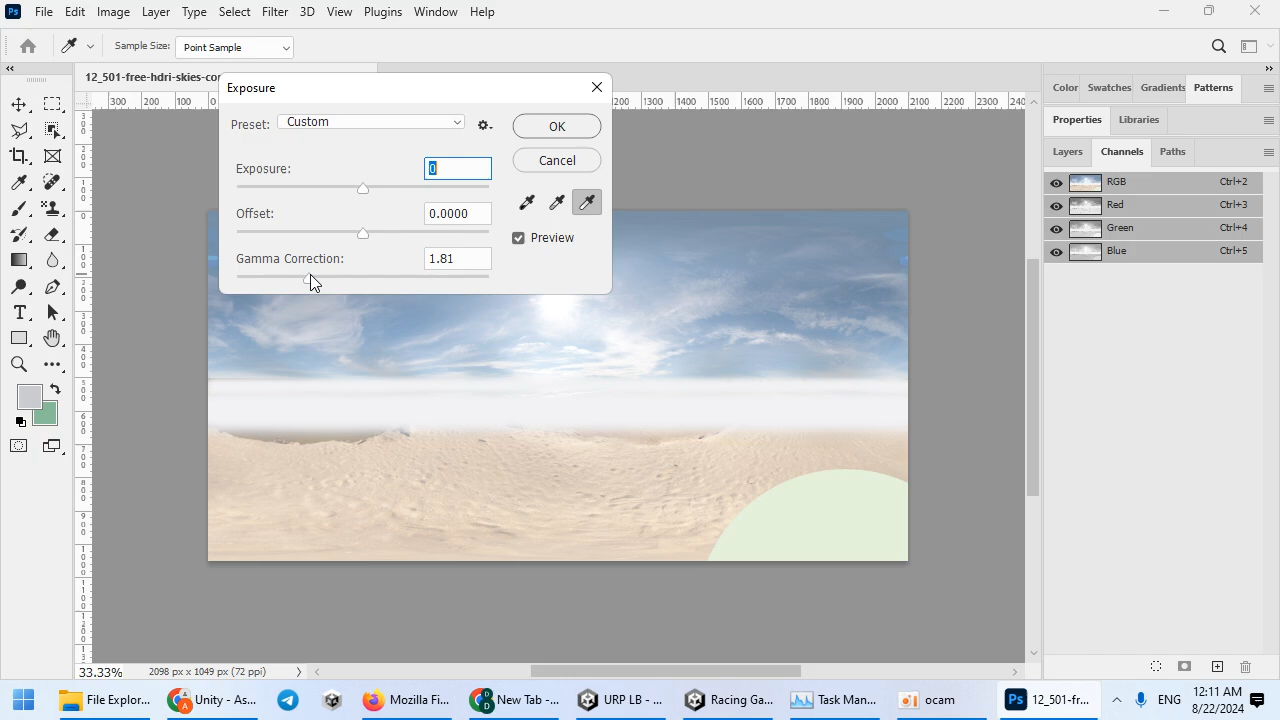 Ps File Edit Image Layer Type Select Filter 3D View Plugins Window Help
Sample Size: Point Sample
12_501-free-hdri-skies-co
Color Swatches Gradients Patterns
Properties Libraries
Layers Channels Paths
RGB Ctrl+2
Red Ctrl+3
Green Ctrl+4
Blue Ctrl+5
300 200 100 0 1200 1300 1400 1500 1600 1700 1800 1900 2000 2100 2200 2300 240
Exposure
Preset: Custom
OK
Cancel
Exposure: 0
Offset: 0.0000
Preview
Gamma Correction: 1.81
33.33% 2098 px x 1049 px (72 ppi)
File Explor... Unity - As... Mozilla Fi... New Tab -... URP LB - ... Racing Ga... Task Man... ocam Ps 12_501-fr...
ENG
12:11 AM
8/22/2024